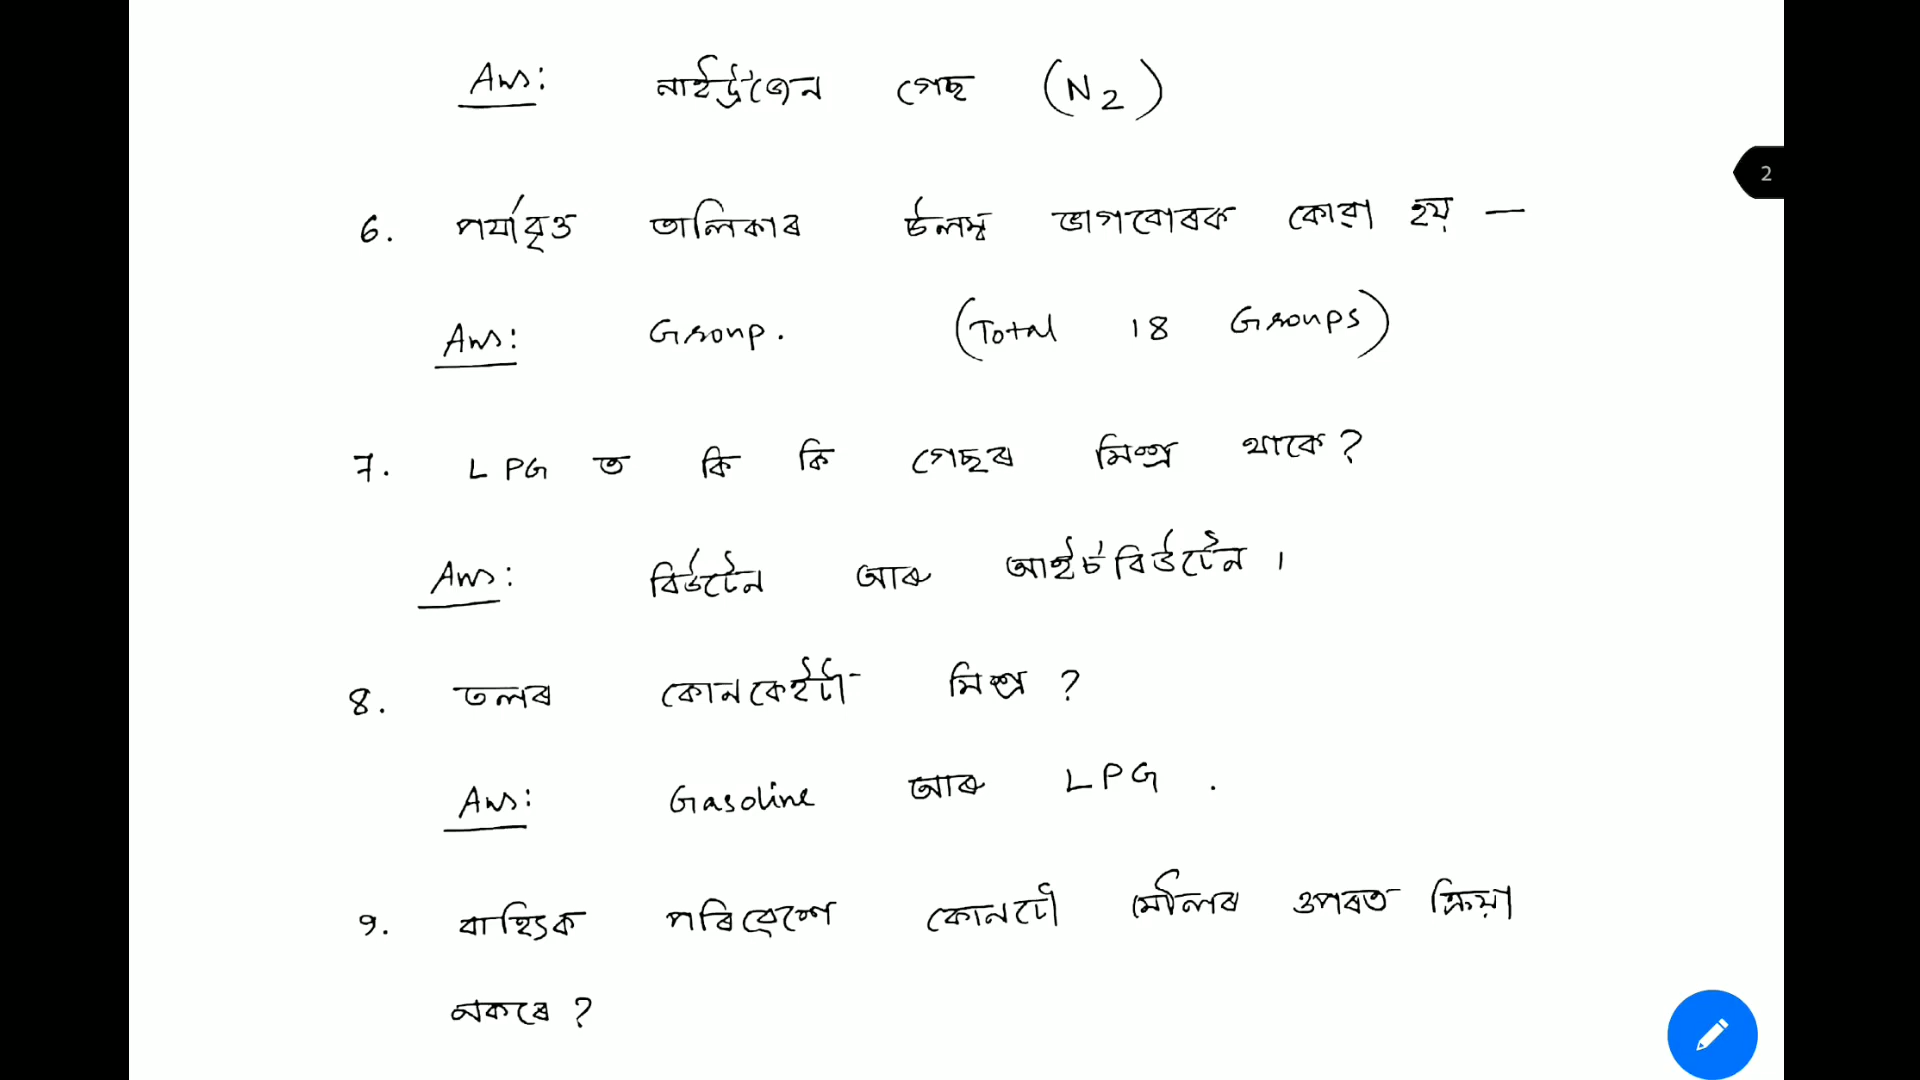 Ans: নাইট্ৰ'জেন গেছ (N2)
2
6. পৰ্যাবৃত্ত তালিকাৰ উলম্ব ভাগবোৰক কোৱা হয় —
Ans: Group. (Total 18 Groups)
7. LPG ত কি কি গেছৰ মিশ্ৰ থাকে?
Ans: বিউটেন আৰু আইচ'বিউটেন।
8. তলৰ কোনকেইটা মিশ্ৰ?
Ans: Gasoline আৰু LPG.
9. বাহ্যিক পৰিৱেশে কোনটো মৌলৰ ওপৰত ক্ৰিয়া
নকৰে?